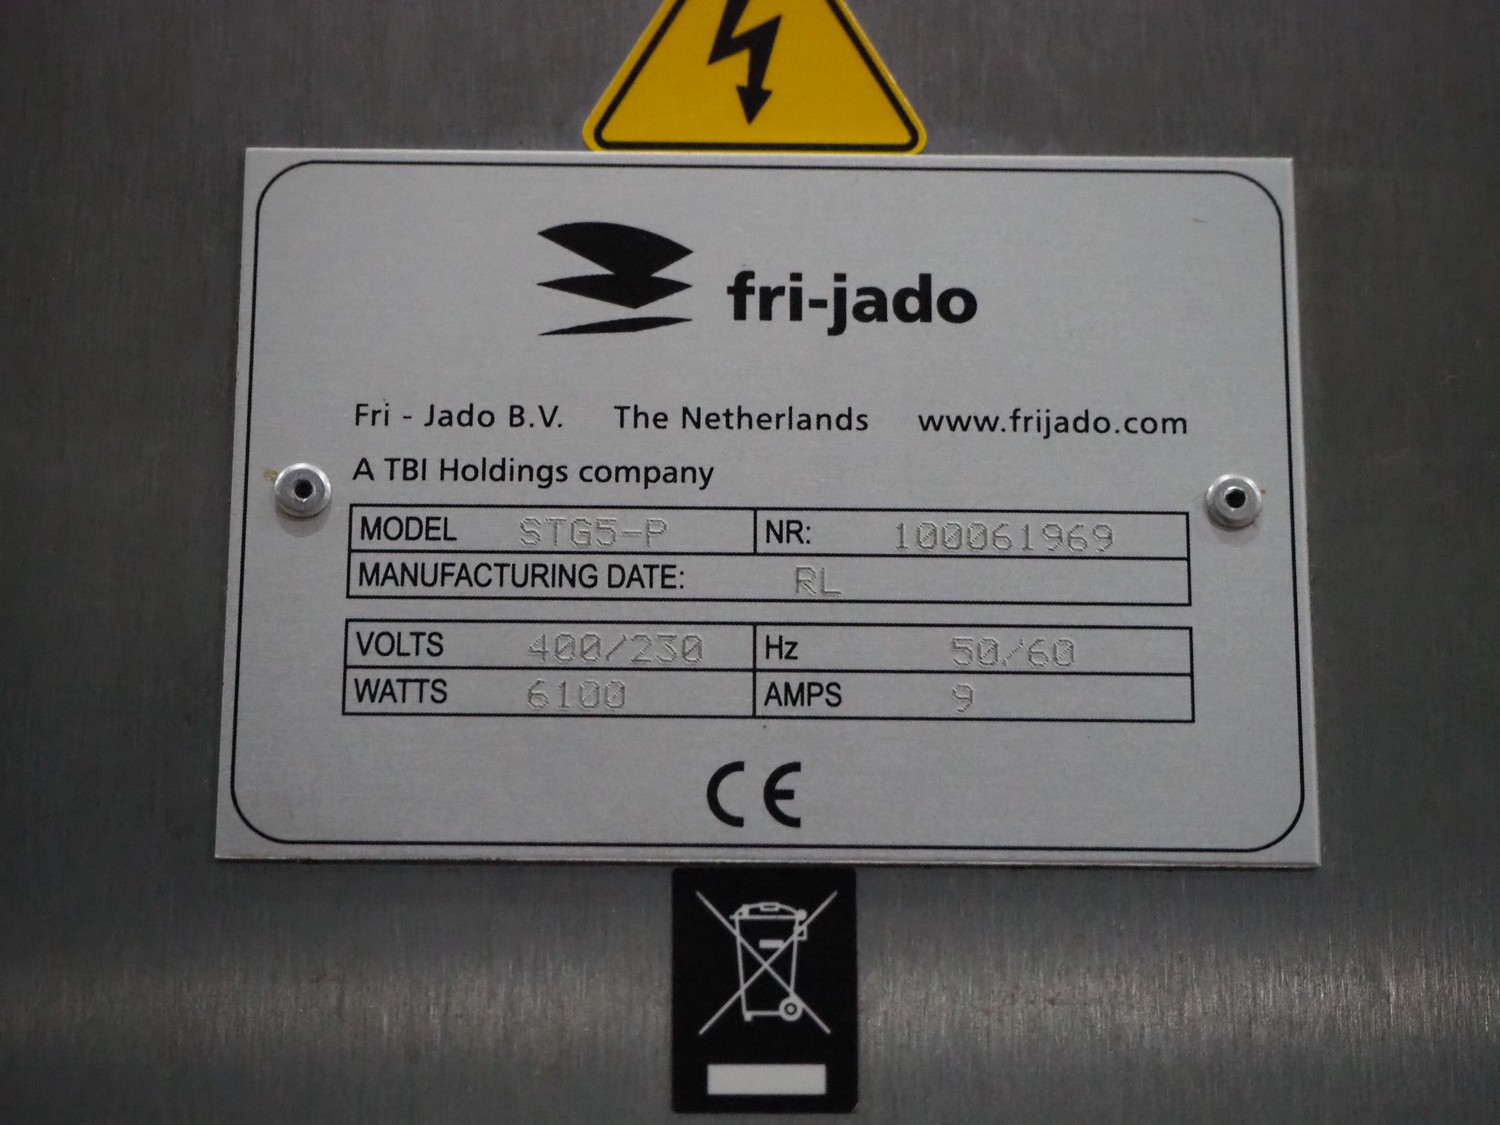 fri-jado
Fri - Jado B.V. The Netherlands www.frijado.com
A TBI Holdings company
MODEL STG5-P NR: 100061969
MANUFACTURING DATE: RL
VOLTS 400/230 Hz 50/60
WATTS 6100 AMPS 9
CE